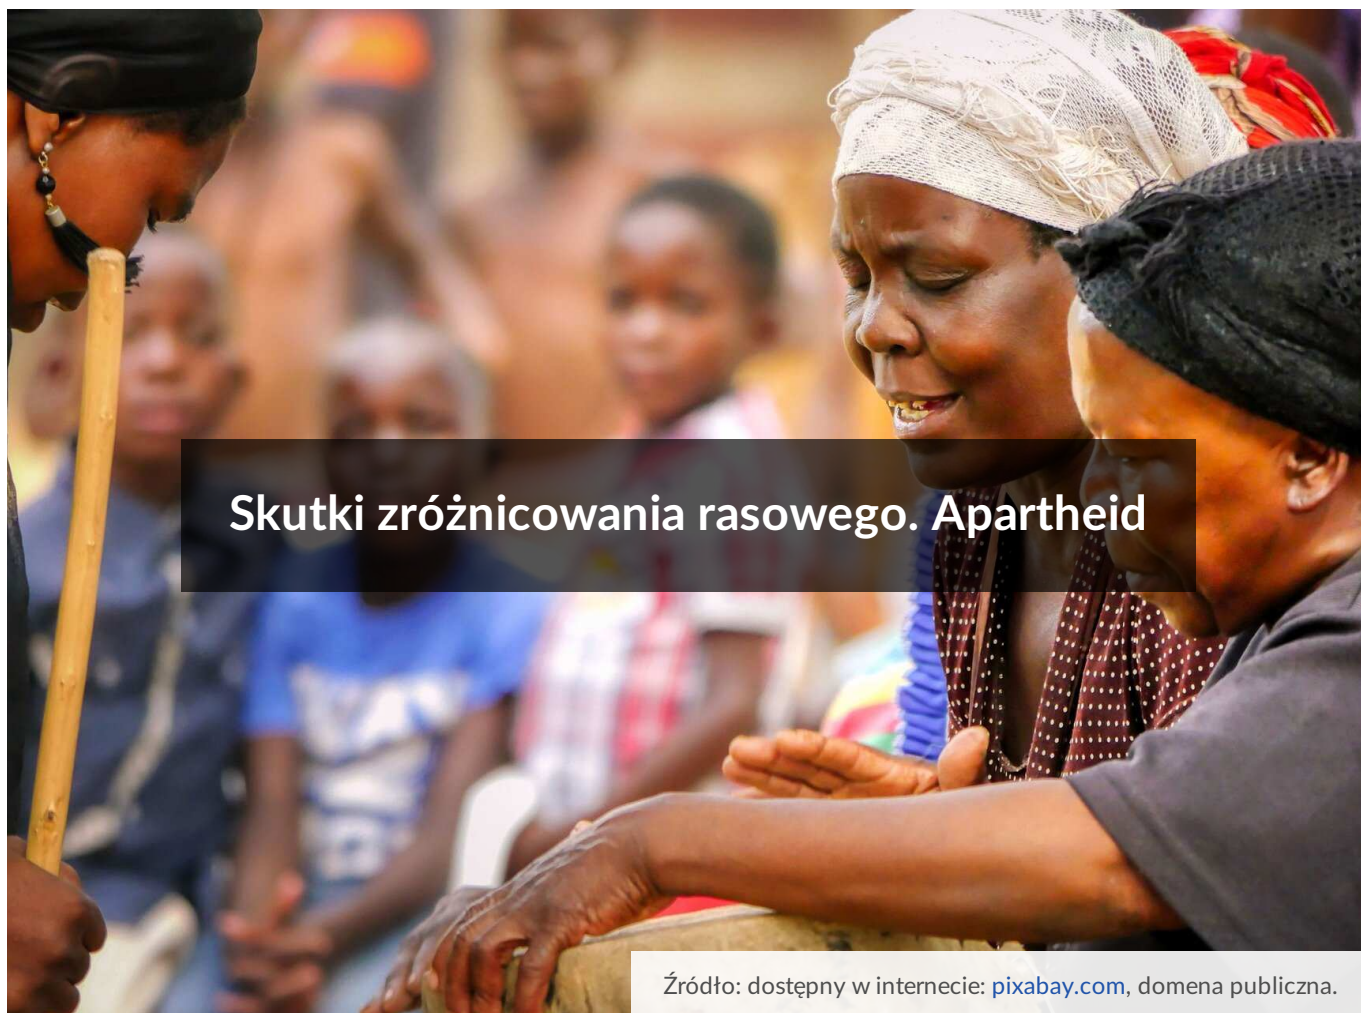 Skutki zróżnicowania rasowego. Apartheid
Źródło: dostępny w internecie: pixabay.com, domena publiczna.